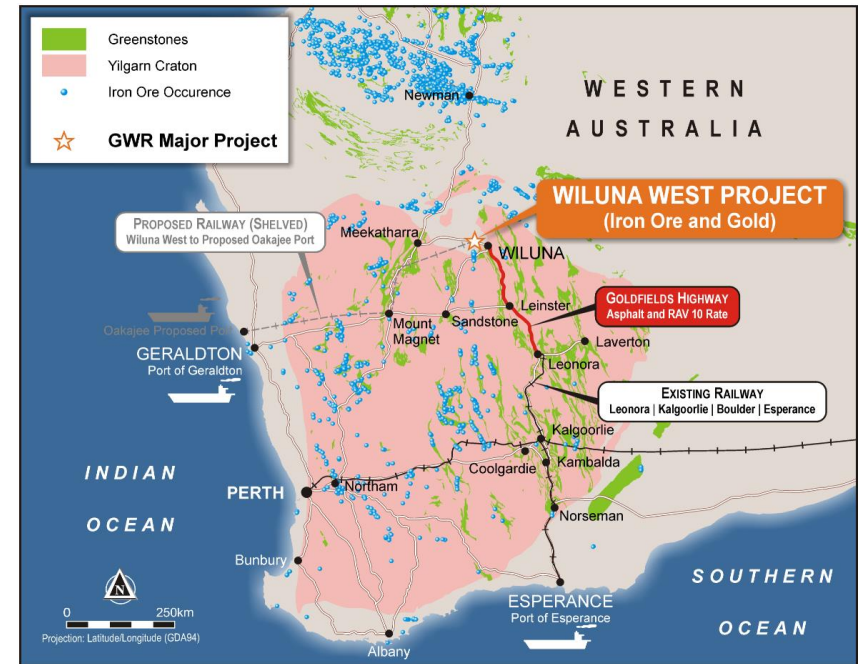 Greenstones
Yilgarn Craton
Iron Ore Occurence
GWR Major Project
Newman
WESTERN
AUSTRALIA
WILUNA WEST PROJECT
(Iron Ore and Gold)
PROPOSED RAILWAY (SHELVED)
Wiluna West to Proposed Oakajee Port
Meekatharra
WILUNA
GOLDFIELDS HIGHWAY
Asphalt and RAV 10 Rate
Leinster
Oakajee Proposed Port
Mount
Magnet
Sandstone
Laverton
GERALDTON
Port of Geraldton
Leonora
EXISTING RAILWAY
Leonora | Kalgoorlie | Boulder | Esperance
Kalgoorlie
Coolgardie
Kambalda
INDIAN
OCEAN
PERTH
Northam
Norseman
Bunbury
SOUTHERN
OCEAN
ESPERANCE
Port of Esperance
N
0 250km
Projection: Latitude/Longitude (GDA94)
Albany